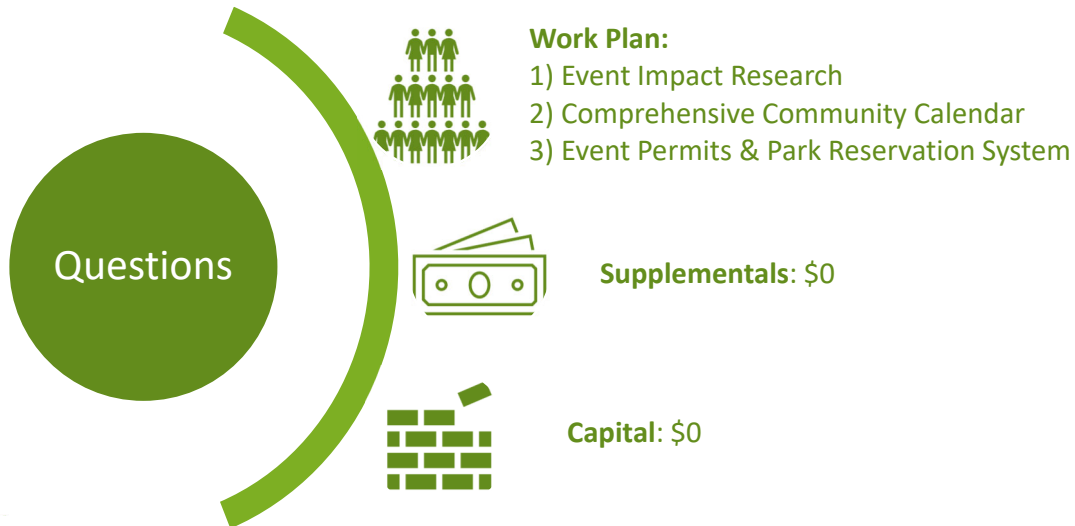 Questions
Work Plan:
1) Event Impact Research
2) Comprehensive Community Calendar
3) Event Permits & Park Reservation System
Supplementals: $0
Capital: $0